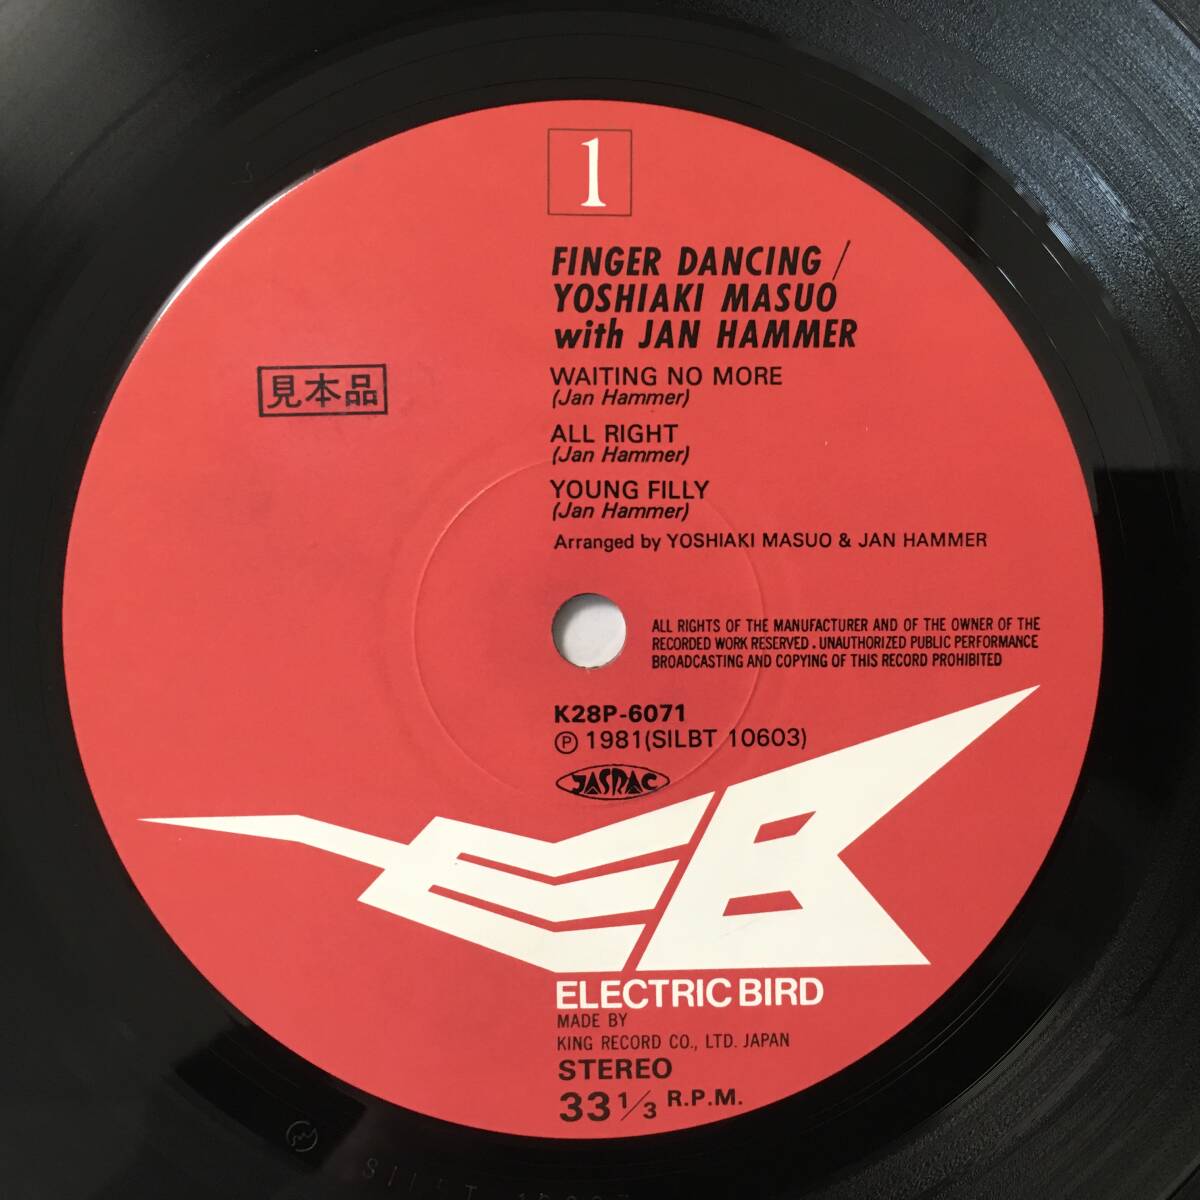 1
FINGER DANCING /
YOSHIAKI MASUO
with JAN HAMMER
見本品
WAITING NO MORE
(Jan Hammer)
ALL RIGHT
(Jan Hammer)
YOUNG FILLY
(Jan Hammer)
Arranged by YOSHIAKI MASUO & JAN HAMMER
ALL RIGHTS OF THE MANUFACTURER AND OF THE OWNER OF THE
RECORDED WORK RESERVED. UNAUTHORIZED PUBLIC PERFORMANCE
BROADCASTING AND COPYING OF THIS RECORD PROHIBITED
K28P-6071
Ⓟ 1981(SILBT 10603)
JASRAC
EB
ELECTRIC BIRD
MADE BY
KING RECORD CO., LTD. JAPAN
STEREO
33 1/3 R.P.M.